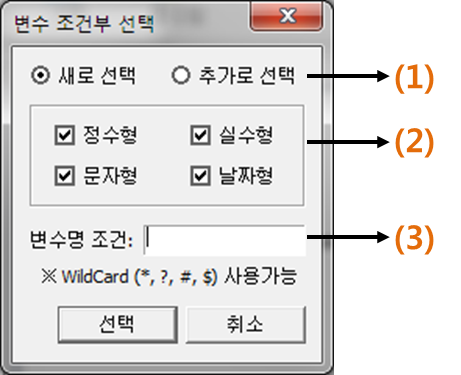 변수 조건부 선택
새로 선택 추가로 선택 (1)
정수형 실수형 (2)
문자형 날짜형
변수명 조건: (3)
※ WildCard (*, ?, #, $) 사용가능
선택 취소